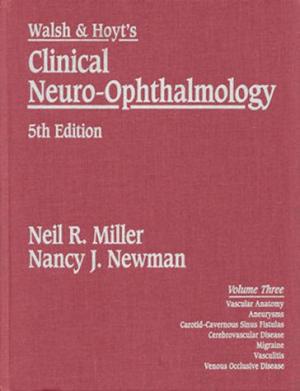 Walsh & Hoyt's
Clinical
Neuro-Ophthalmology
5th Edition
Neil R. Miller
Nancy J. Newman
Volume Three
Vascular Anatomy
Aneurysms
Carotid-Cavernous Sinus Fistulas
Cerebrovascular Disease
Migraine
Vasculitis
Venous Occlusive Disease